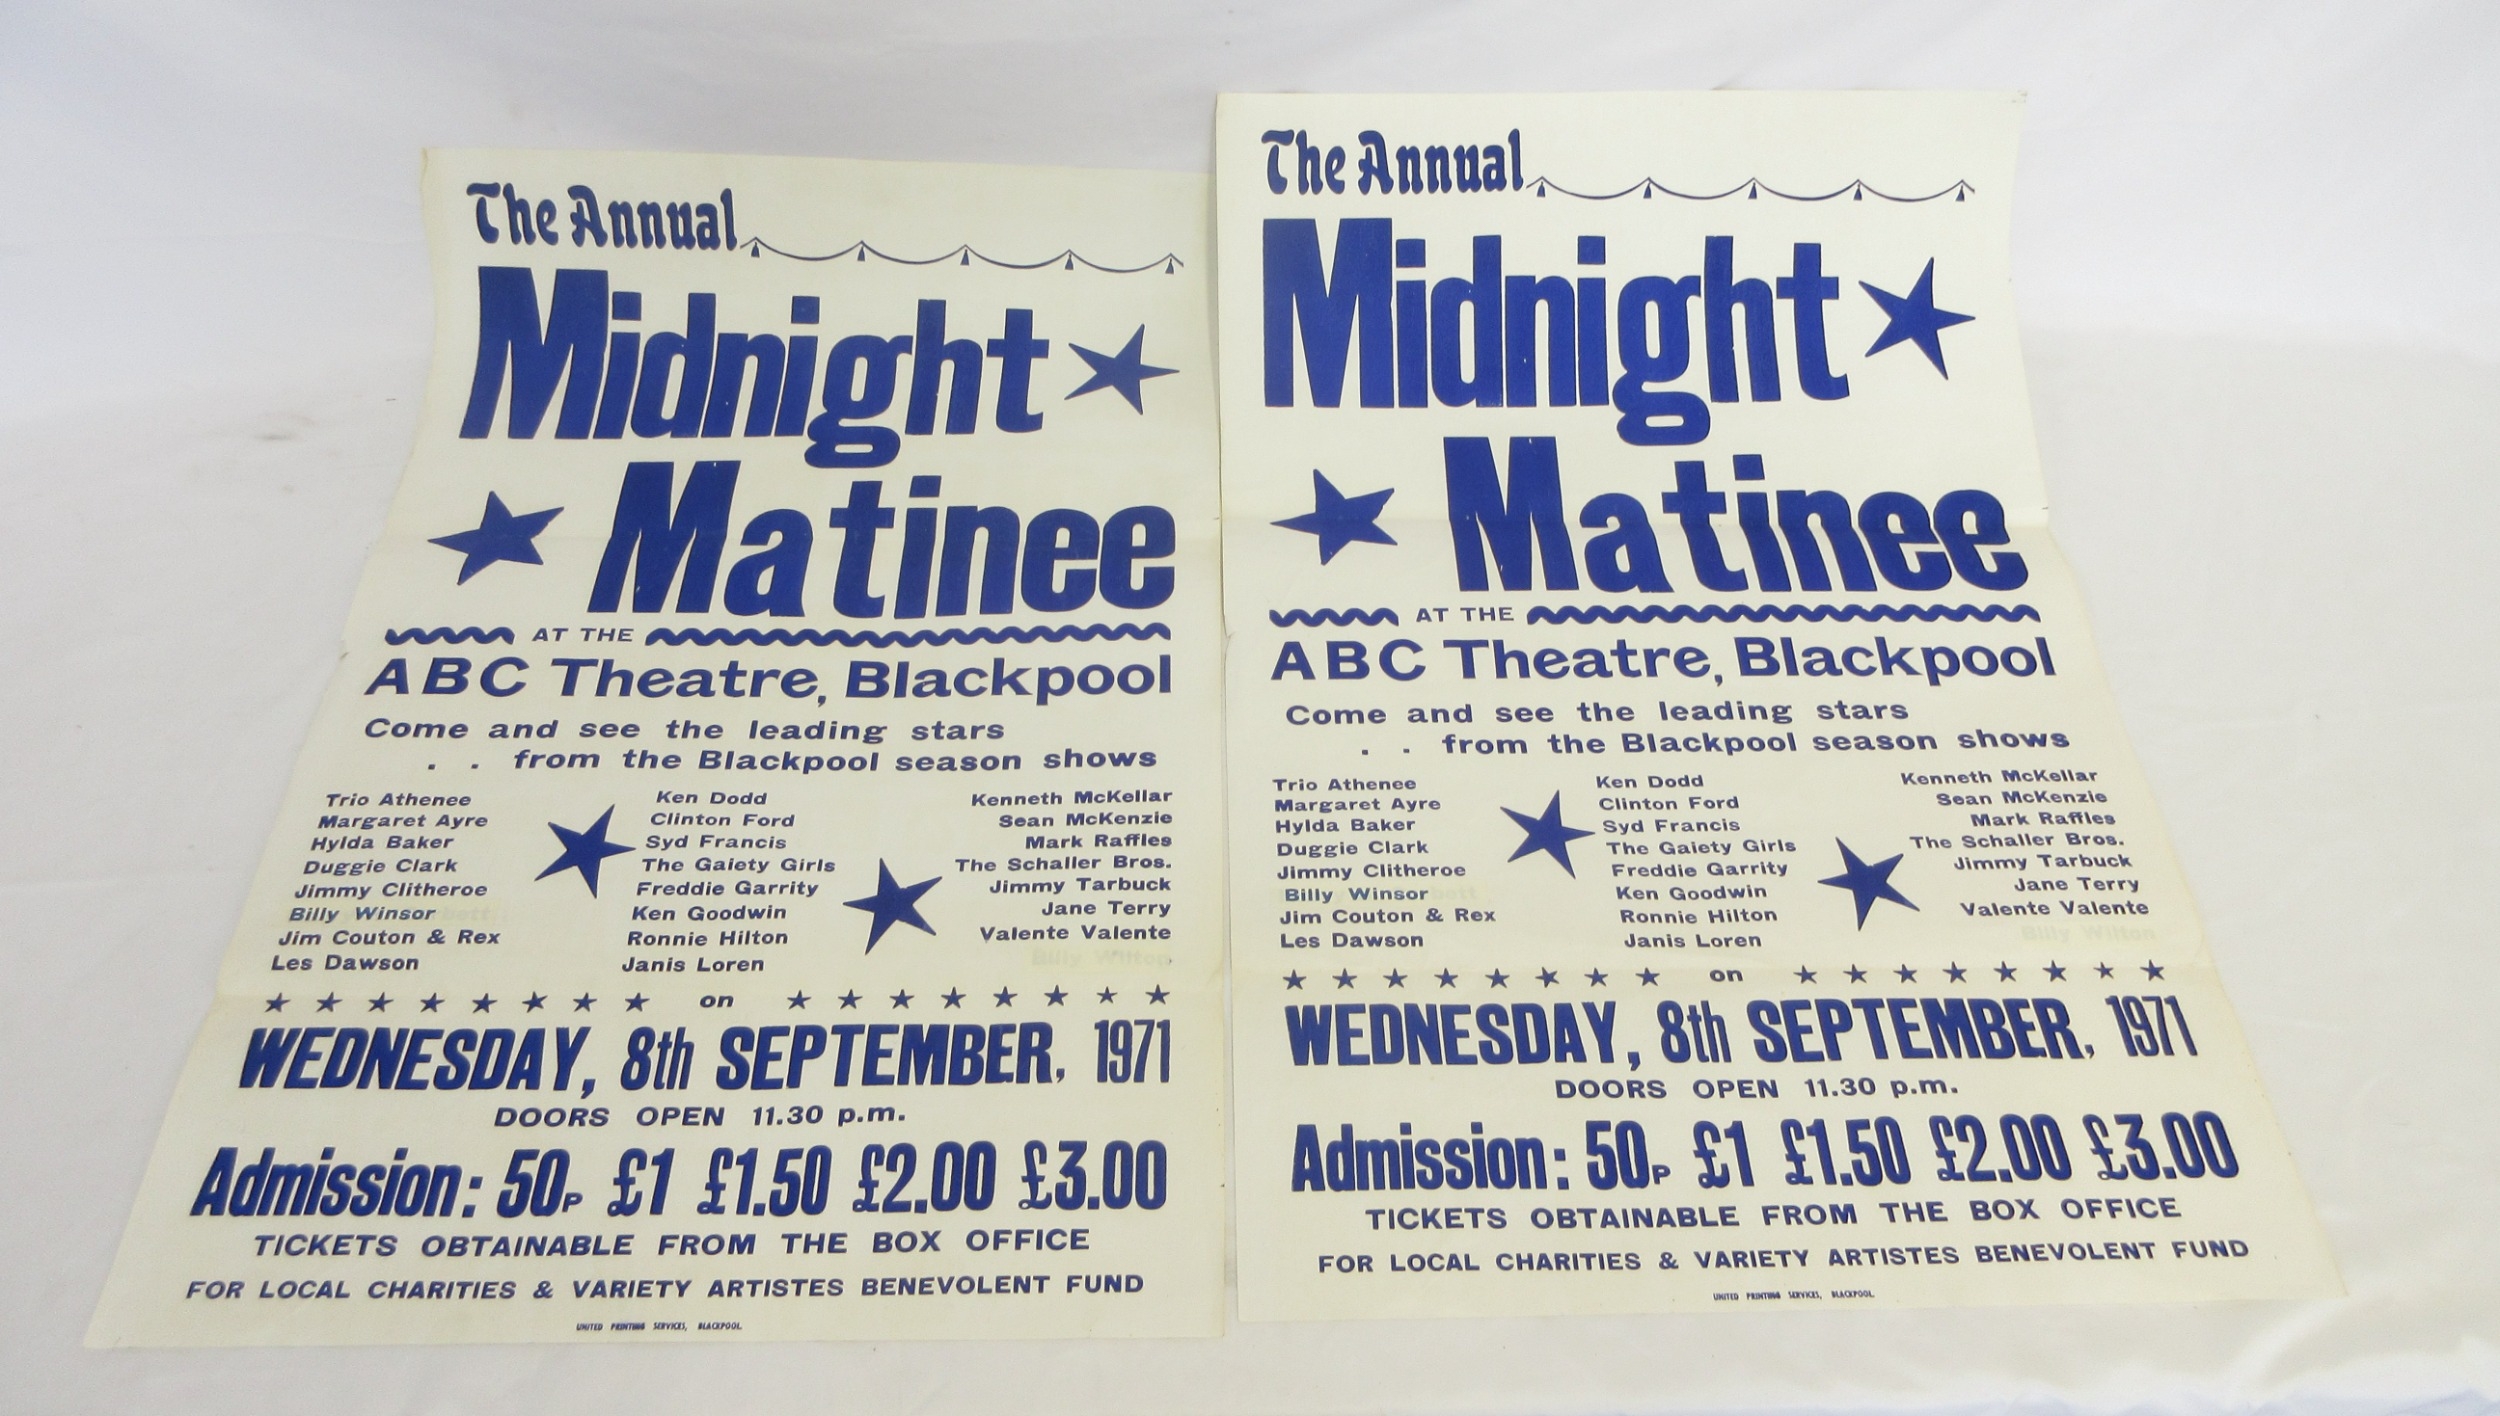 The Annual
Midnight
Matinee
AT THE
ABC Theatre, Blackpool
Come and see the leading stars
. . from the Blackpool season shows
Trio Athenee
Margaret Ayre
Hylda Baker
Duggie Clark
Jimmy Clitheroe
Billy Winsor
Jim Couton & Rex
Les Dawson
Ken Dodd
Clinton Ford
Syd Francis
The Gaiety Girls
Freddie Garrity
Ken Goodwin
Ronnie Hilton
Janis Loren
Kenneth McKellar
Sean McKenzie
Mark Raffles
The Schaller Bros.
Jimmy Tarbuck
Jane Terry
Valente Valente
Billy Wilton
on
WEDNESDAY, 8th SEPTEMBER, 1971
DOORS OPEN 11.30 p.m.
Admission: 50P £1 £1.50 £2.00 £3.00
TICKETS OBTAINABLE FROM THE BOX OFFICE
FOR LOCAL CHARITIES & VARIETY ARTISTES BENEVOLENT FUND
UNITED PRINTING SERVICES, BLACKPOOL.
The Annual
Midnight
Matinee
AT THE
ABC Theatre, Blackpool
Come and see the leading stars
. . from the Blackpool season shows
Trio Athenee
Margaret Ayre
Hylda Baker
Duggie Clark
Jimmy Clitheroe
Billy Winsor
Jim Couton & Rex
Les Dawson
Ken Dodd
Clinton Ford
Syd Francis
The Gaiety Girls
Freddie Garrity
Ken Goodwin
Ronnie Hilton
Janis Loren
Kenneth McKellar
Sean McKenzie
Mark Raffles
The Schaller Bros.
Jimmy Tarbuck
Jane Terry
Valente Valente
Billy Wilton
on
WEDNESDAY, 8th SEPTEMBER, 1971
DOORS OPEN 11.30 p.m.
Admission: 50P £1 £1.50 £2.00 £3.00
TICKETS OBTAINABLE FROM THE BOX OFFICE
FOR LOCAL CHARITIES & VARIETY ARTISTES BENEVOLENT FUND
UNITED PRINTING SERVICES, BLACKPOOL.